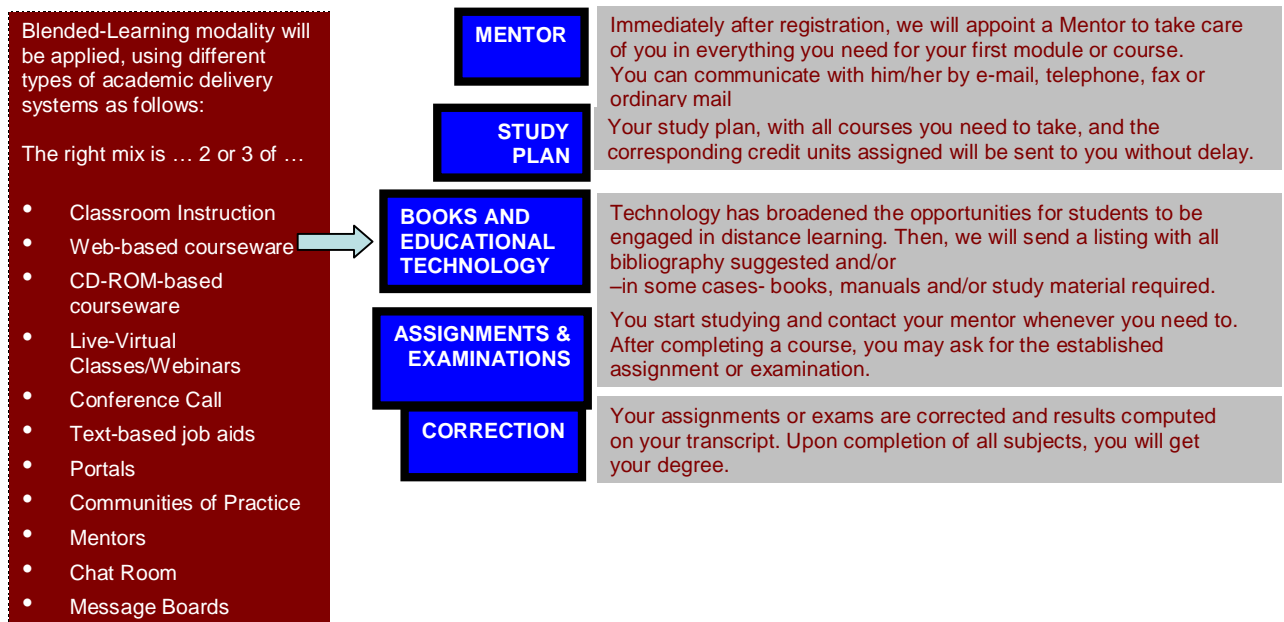 Blended-Learning modality will
be applied, using different
types of academic delivery
systems as follows:
The right mix is … 2 or 3 of …
• Classroom Instruction
• Web-based courseware
• CD-ROM-based
courseware
• Live-Virtual
Classes/Webinars
• Conference Call
• Text-based job aids
• Portals
• Communities of Practice
• Mentors
• Chat Room
• Message Boards
MENTOR
Immediately after registration, we will appoint a Mentor to take care
of you in everything you need for your first module or course.
You can communicate with him/her by e-mail, telephone, fax or
ordinary mail
STUDY
PLAN
Your study plan, with all courses you need to take, and the
corresponding credit units assigned will be sent to you without delay.
BOOKS AND
EDUCATIONAL
TECHNOLOGY
Technology has broadened the opportunities for students to be
engaged in distance learning. Then, we will send a listing with all
bibliography suggested and/or
–in some cases- books, manuals and/or study material required.
ASSIGNMENTS &
EXAMINATIONS
You start studying and contact your mentor whenever you need to.
After completing a course, you may ask for the established
assignment or examination.
CORRECTION
Your assignments or exams are corrected and results computed
on your transcript. Upon completion of all subjects, you will get
your degree.